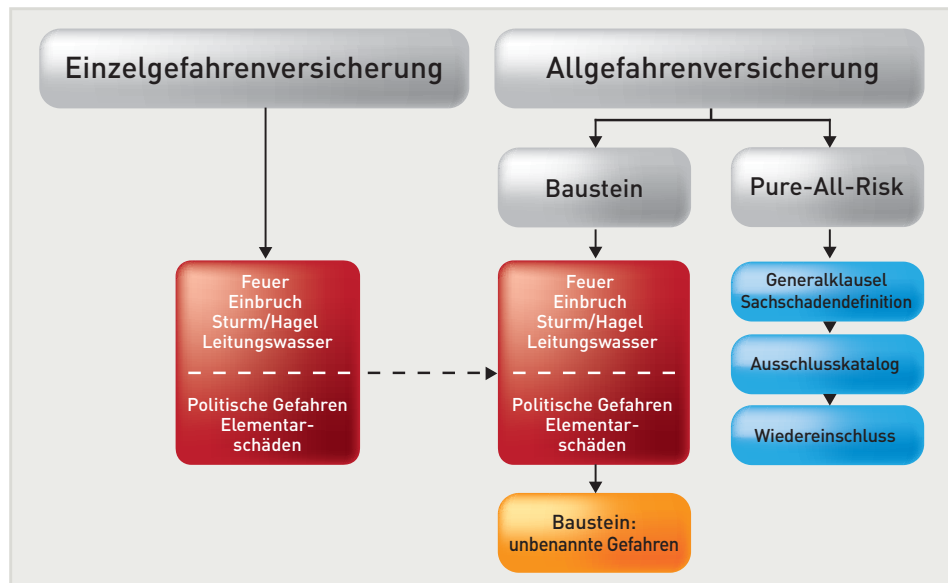 Einzelgefahrenversicherung
Allgefahrenversicherung
Baustein
Pure-All-Risk
Feuer
Einbruch
Sturm/Hagel
Leitungswasser
Politische Gefahren
Elementar-
schäden
Feuer
Einbruch
Sturm/Hagel
Leitungswasser
Politische Gefahren
Elementar-
schäden
Baustein:
unbenannte Gefahren
Generalklausel
Sachschadendefinition
Ausschlusskatalog
Wiedereinschluss